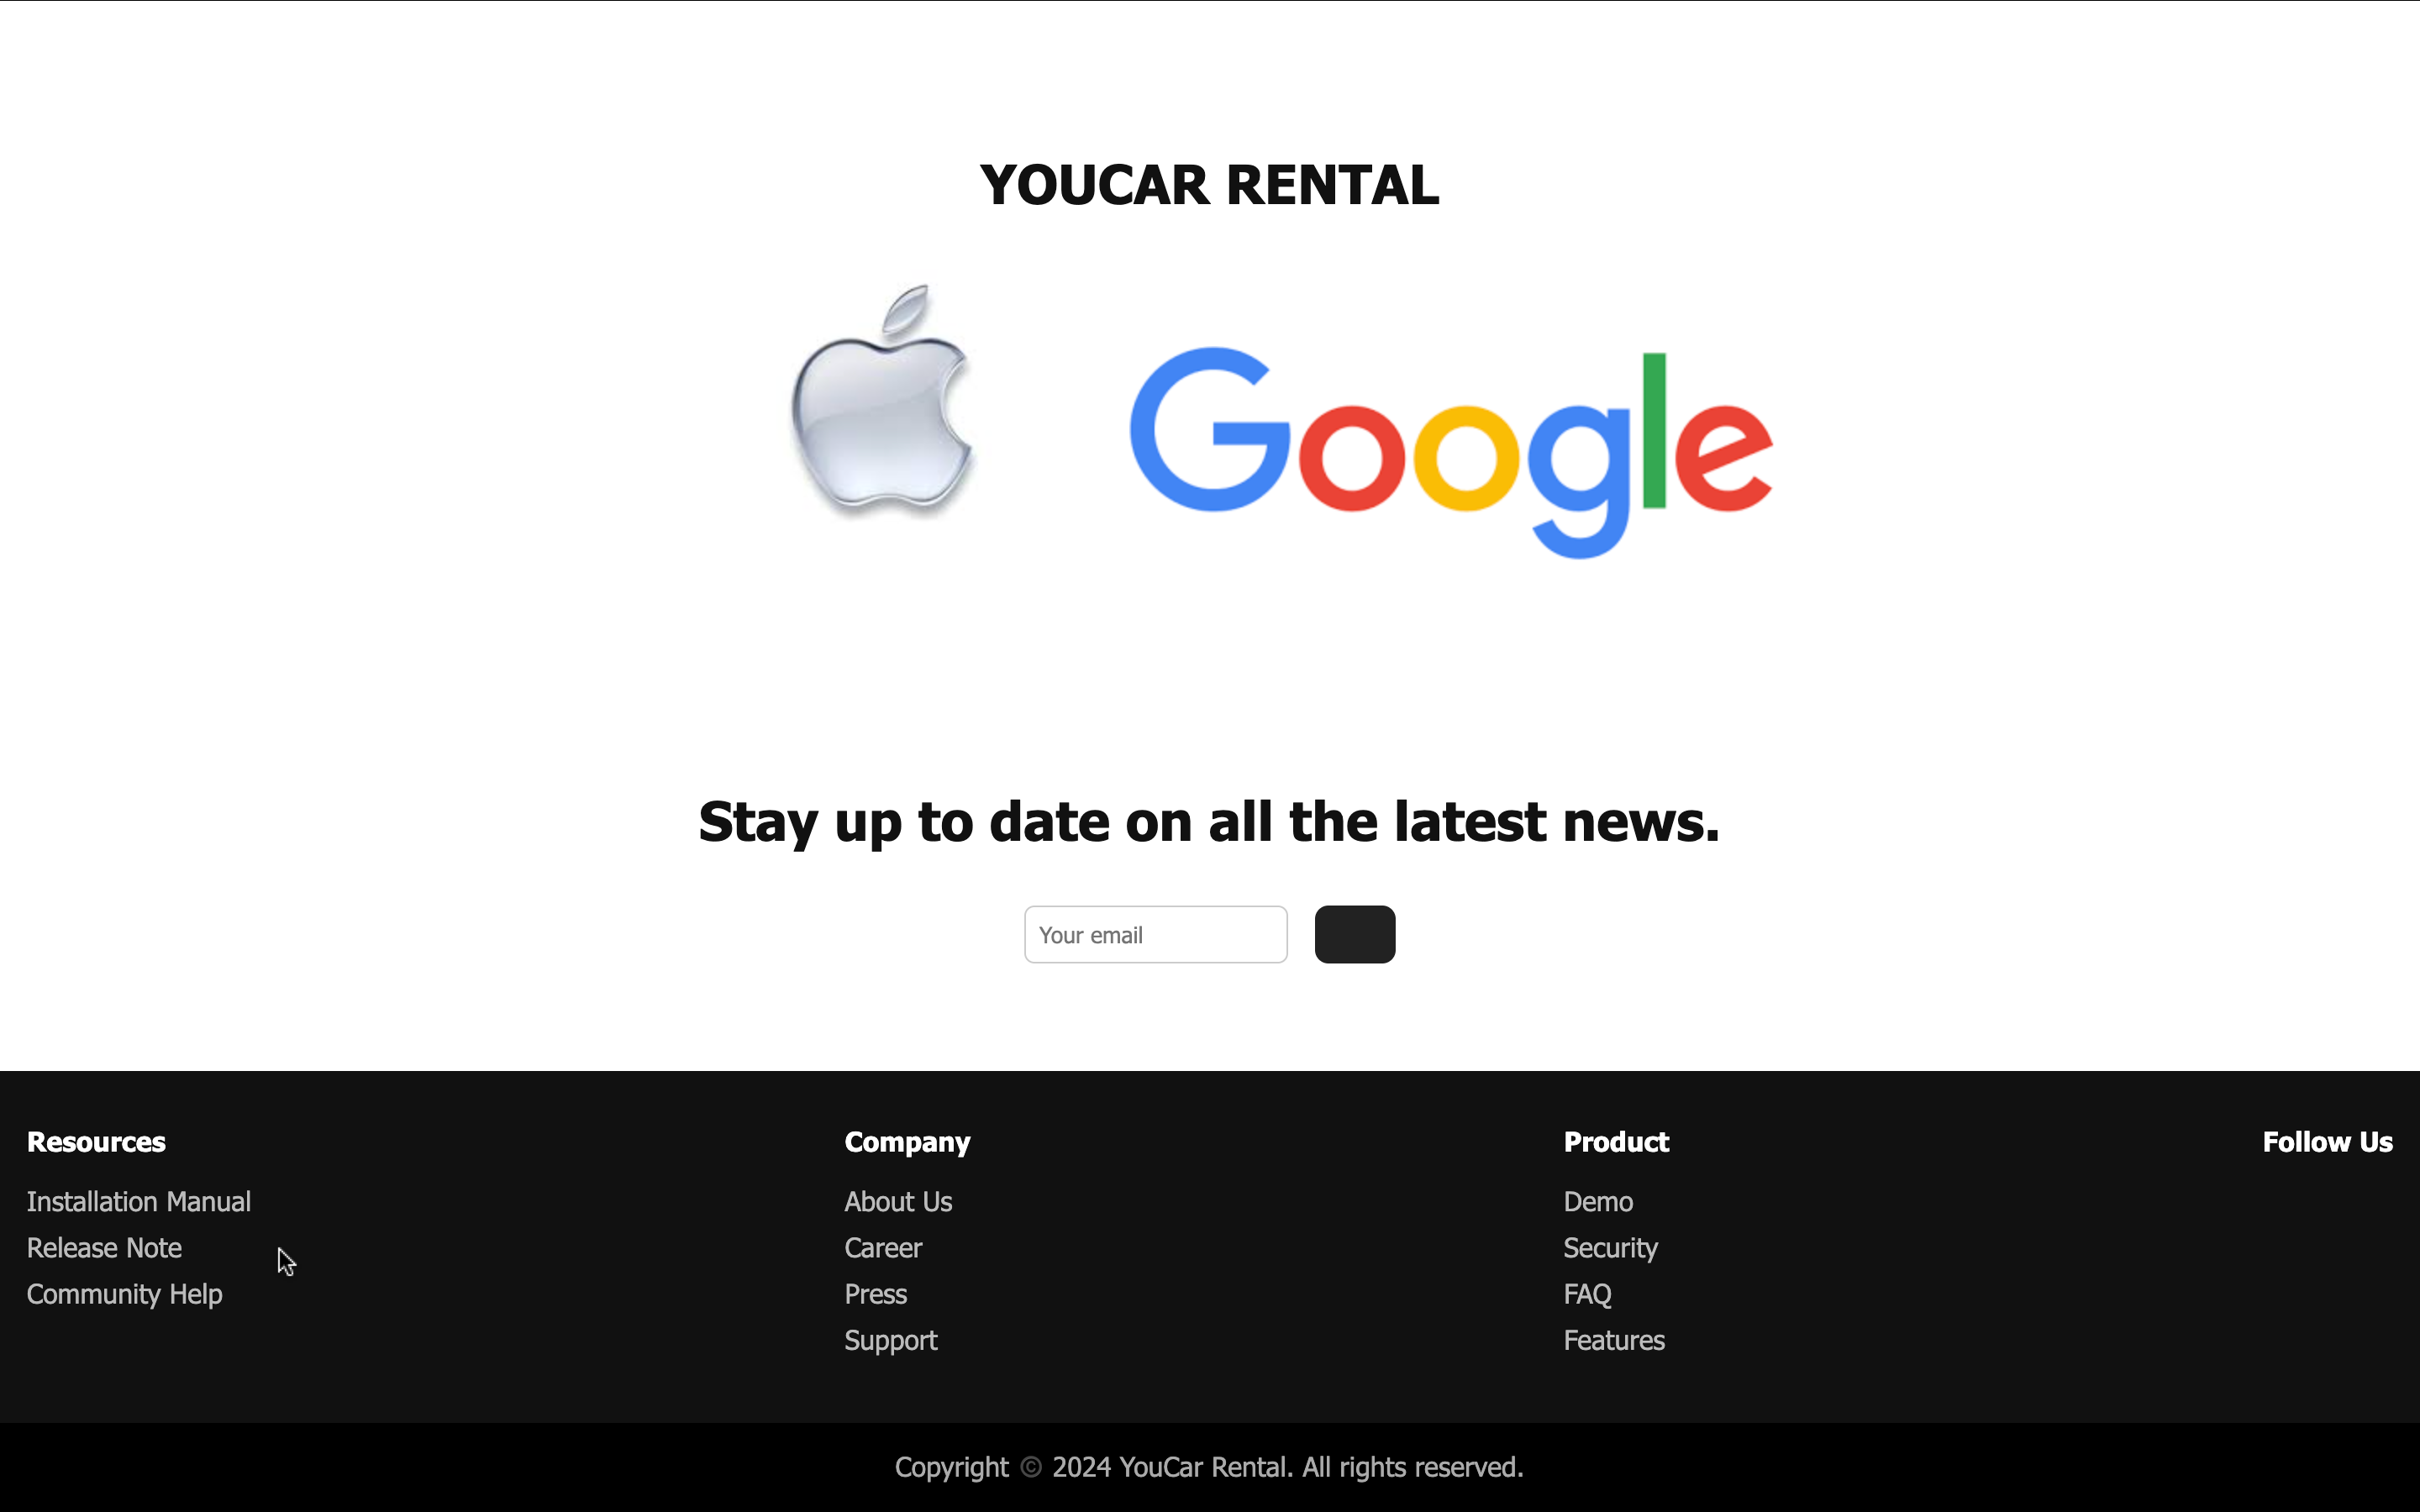 YOUCAR RENTAL
Google
Stay up to date on all the latest news.
Your email
Resources
Installation Manual
Release Note
Community Help
Company
About Us
Career
Press
Support
Product
Demo
Security
FAQ
Features
Follow Us
Copyright © 2024 YouCar Rental. All rights reserved.